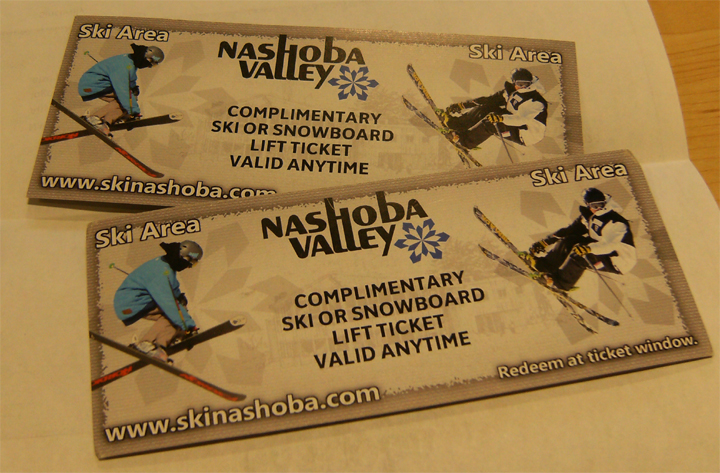 Ski Area
NASHOBA
VALLEY
Ski Area
COMPLIMENTARY
SKI OR SNOWBOARD
LIFT TICKET
VALID ANYTIME
www.skinashoba.com
Ski Area
NASHOBA
VALLEY
Ski Area
COMPLIMENTARY
SKI OR SNOWBOARD
LIFT TICKET
VALID ANYTIME
Redeem at ticket window.
www.skinashoba.com